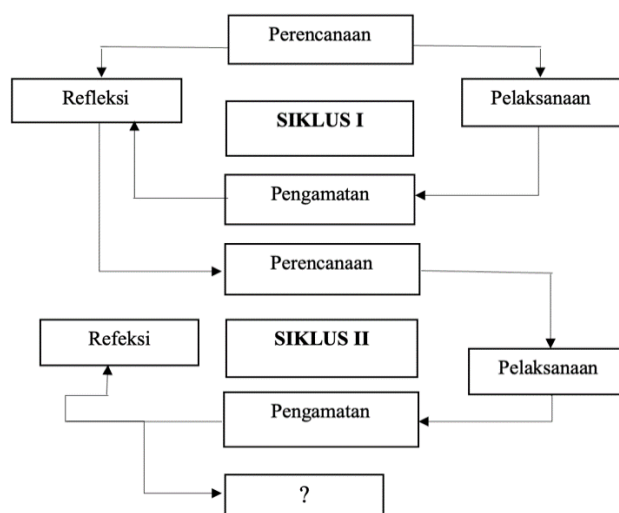 Perencanaan
Refleksi
Pelaksanaan
SIKLUS I
Pengamatan
Perencanaan
Refeksi
SIKLUS II
Pelaksanaan
Pengamatan
?